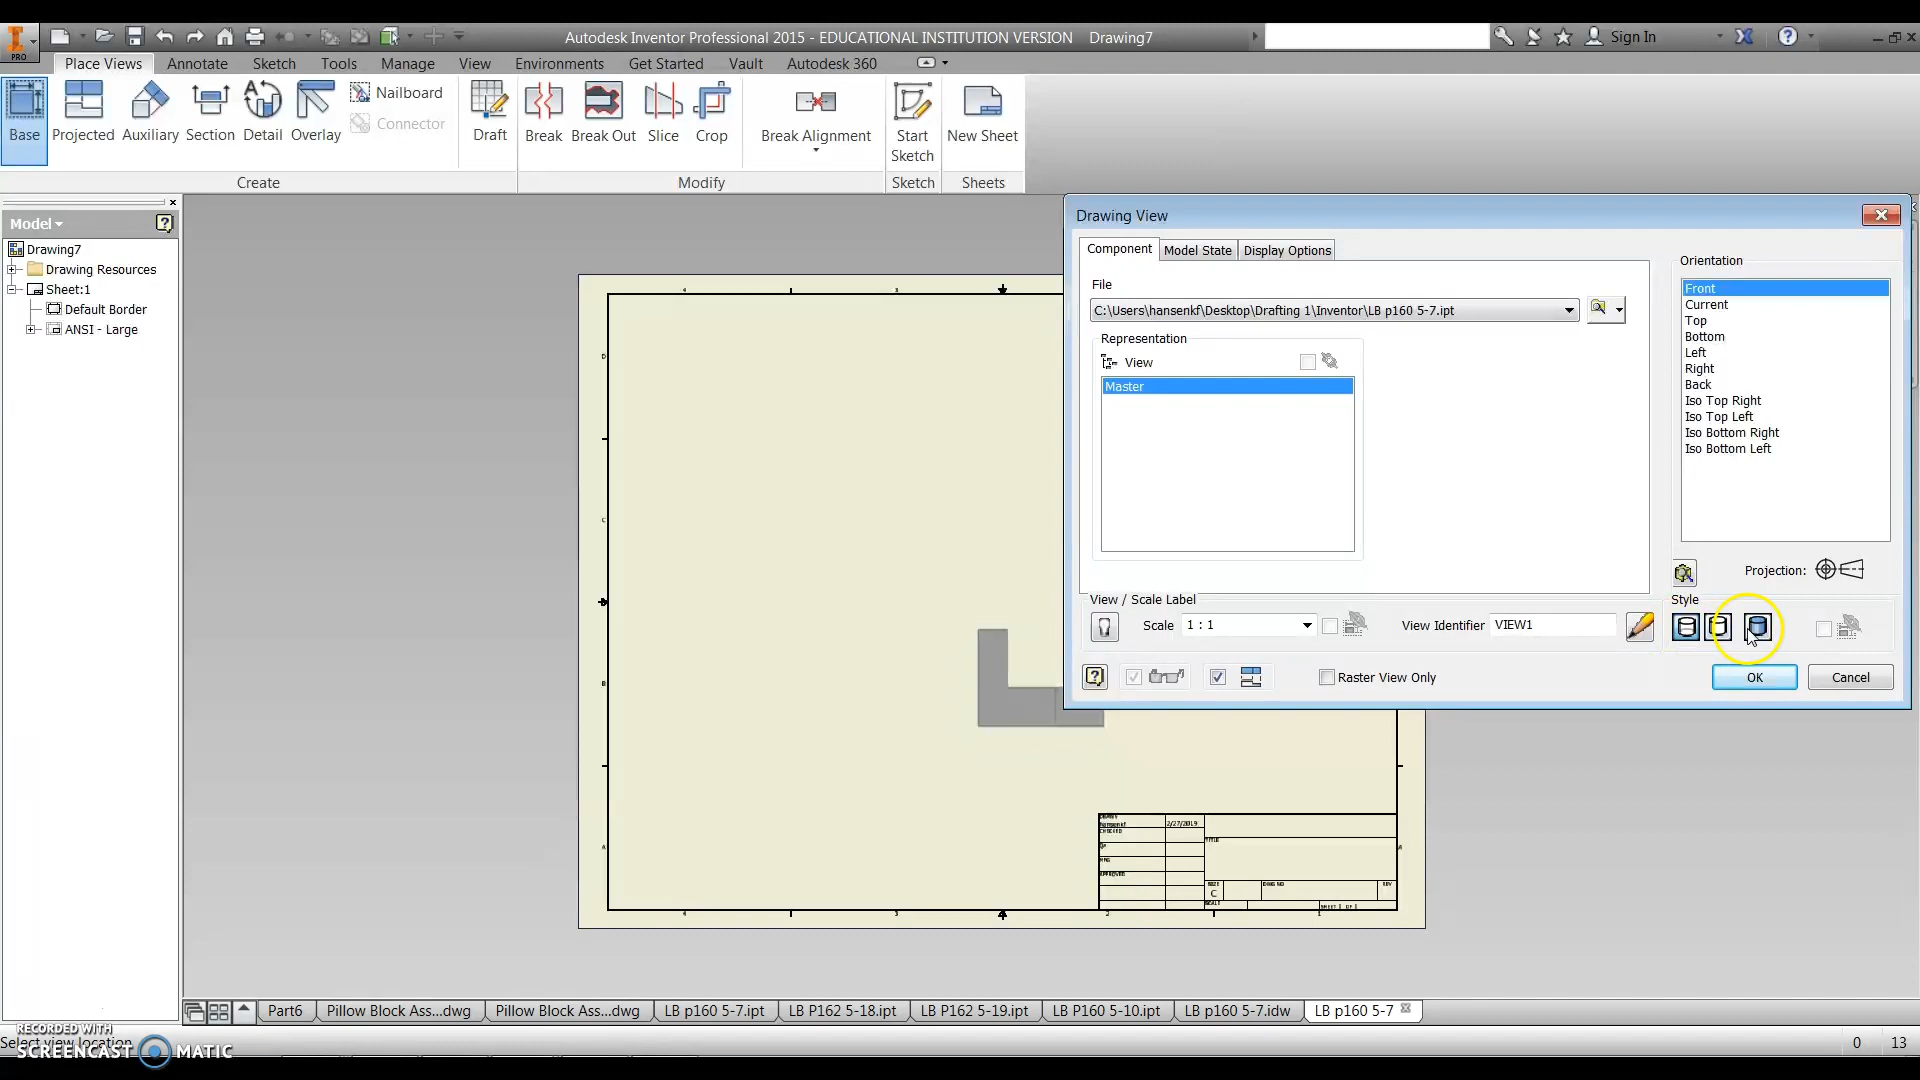 Autodesk Inventor Professional 2015 - EDUCATIONAL INSTITUTION VERSION Drawing7
Sign In
PRO
Place Views Annotate Sketch Tools Manage View Environments Get Started Vault Autodesk 360
Base Projected Auxiliary Section Detail Overlay
Nailboard
Connector
Draft
Break Break Out Slice Crop
Break Alignment
Start Sketch
New Sheet
Create
Modify
Sketch
Sheets
Model
Drawing7
Drawing Resources
Sheet:1
Default Border
ANSI - Large
Drawing View
Component Model State Display Options
File
C:\Users\hansenkf\Desktop\Drafting 1\Inventor\LB p160 5-7.ipt
Representation
View
Master
Orientation
Front
Current
Top
Bottom
Left
Right
Back
Iso Top Right
Iso Top Left
Iso Bottom Right
Iso Bottom Left
Projection:
View / Scale Label
Scale 1 : 1
View Identifier VIEW1
Style
Raster View Only
OK Cancel
2/27/2019
C
Part6 Pillow Block Ass...dwg Pillow Block Ass...dwg LB p160 5-7.ipt LB P162 5-18.ipt LB P162 5-19.ipt LB P160 5-10.ipt LB p160 5-7.idw LB p160 5-7
RECORDED WITH
Select view location
SCREENCAST MATIC
0 13